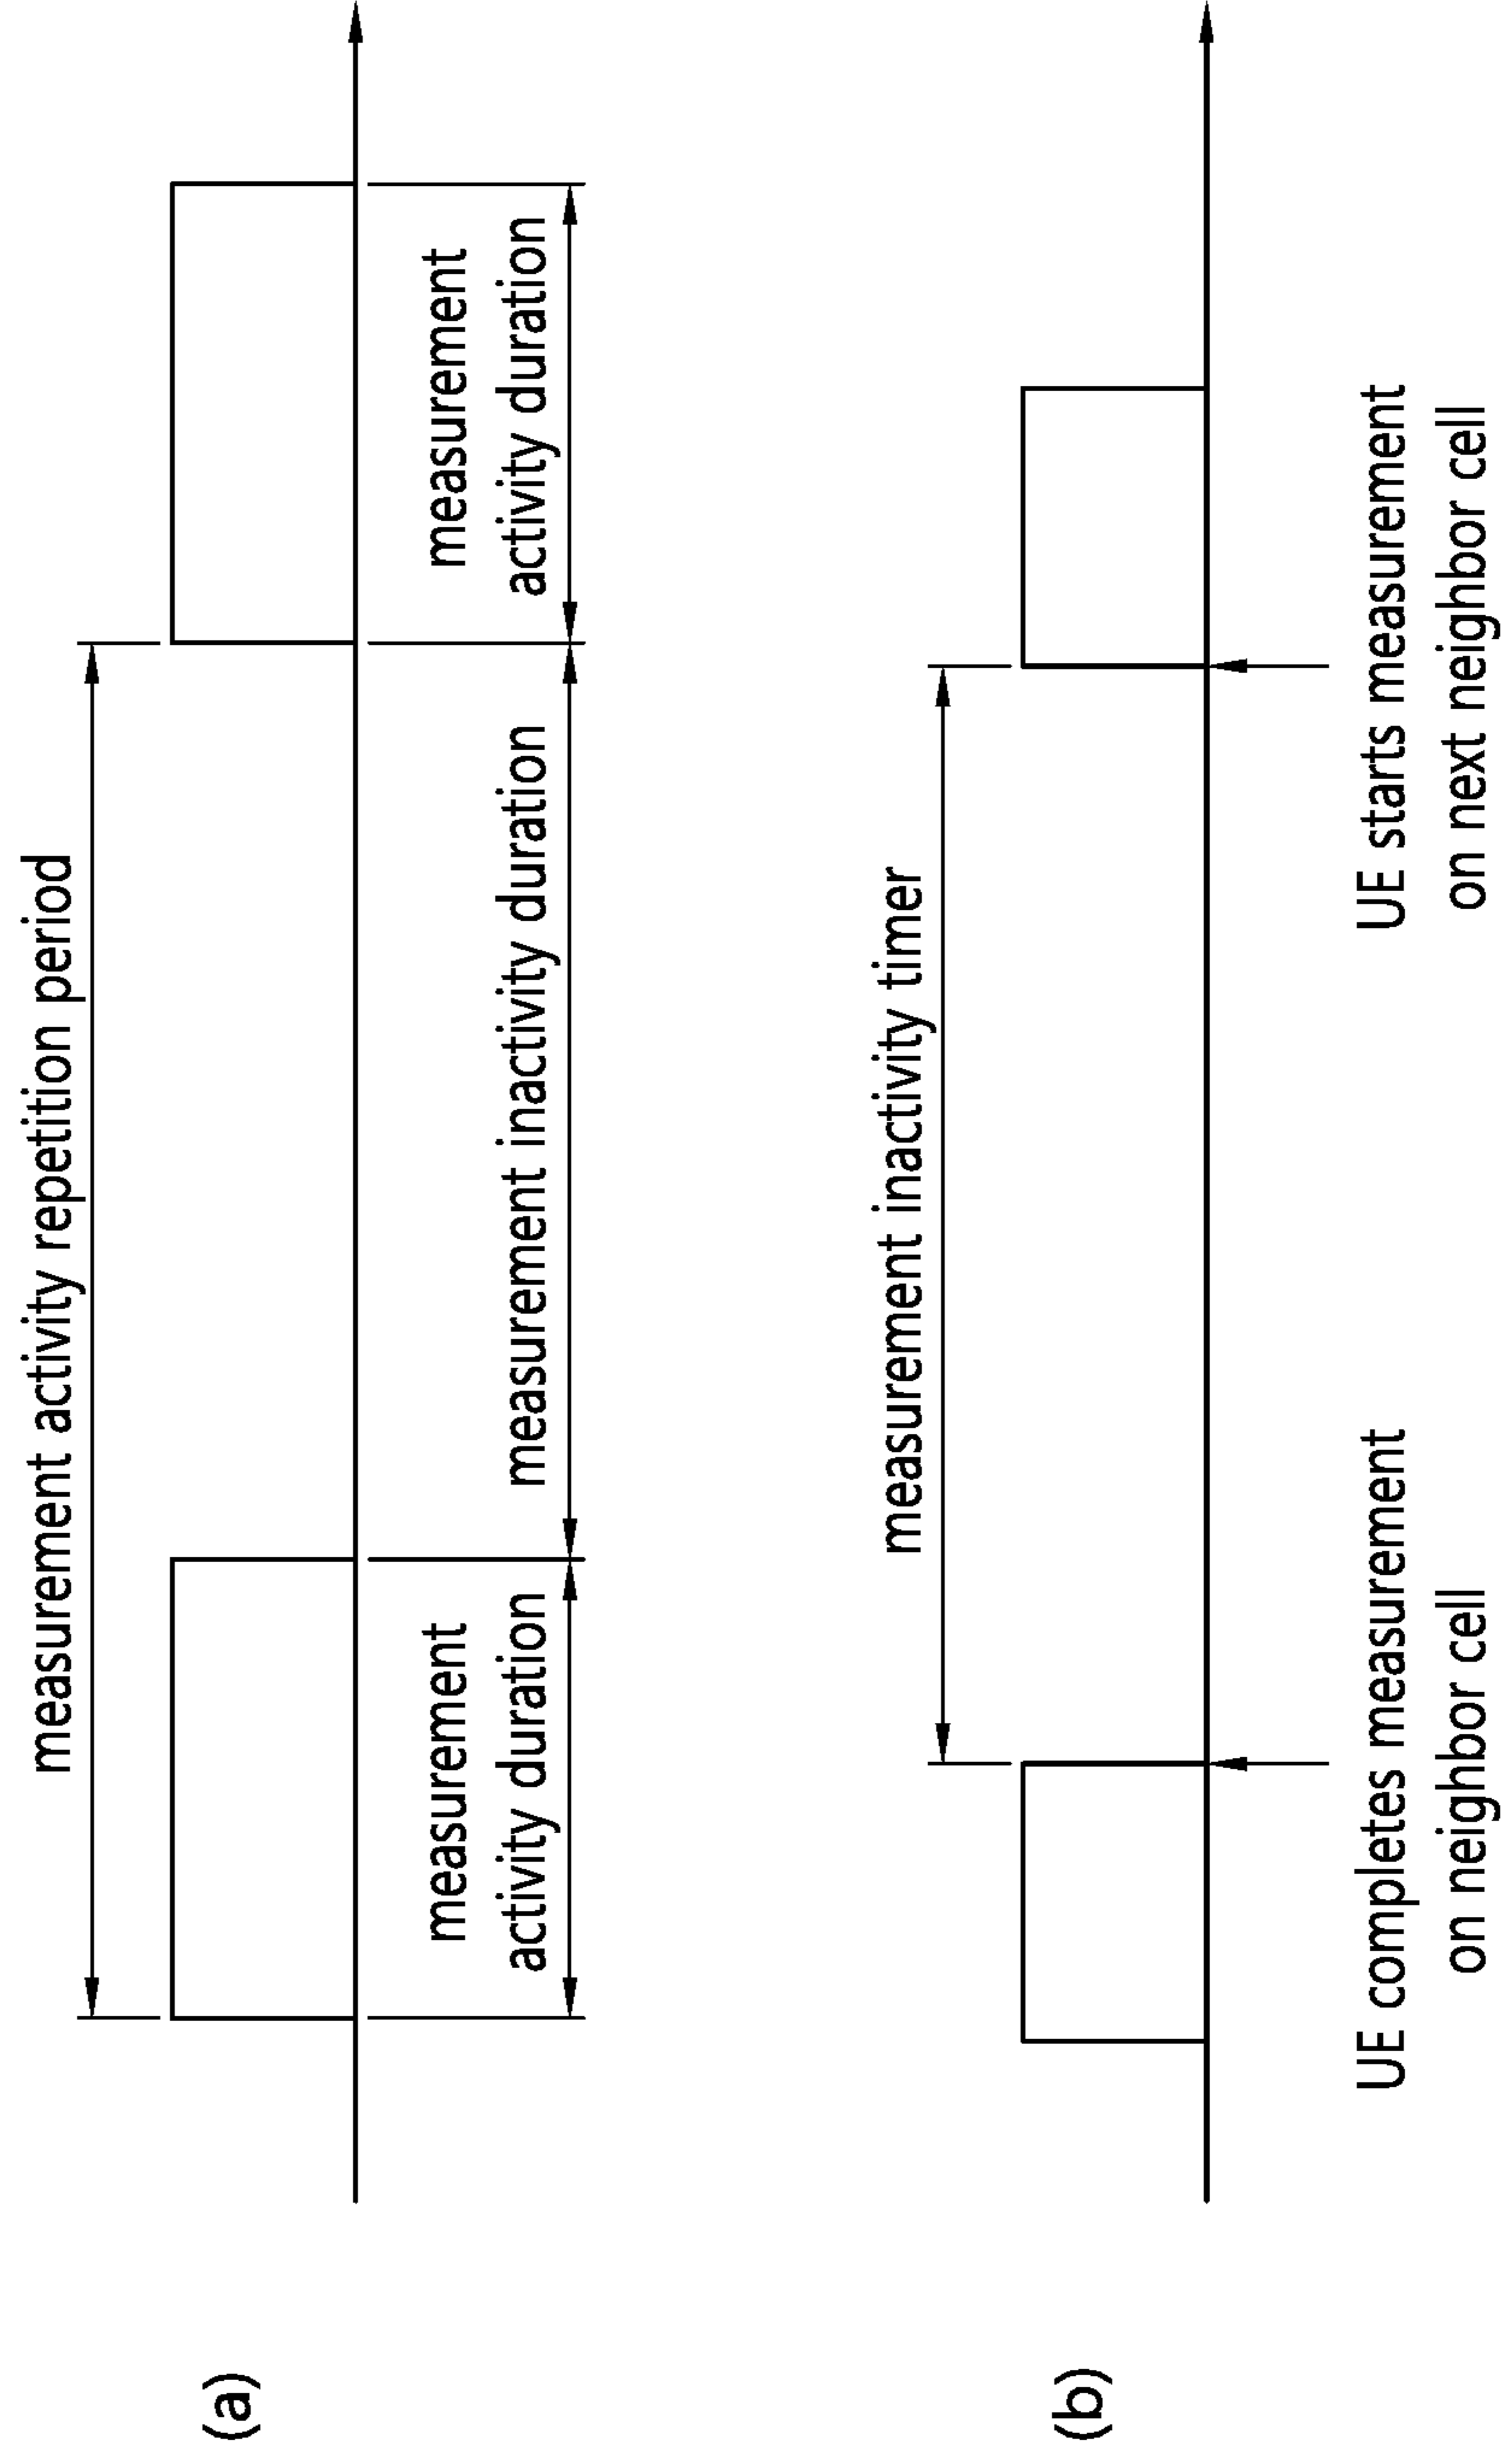 (a)
measurement activity repetition period
measurement
activity duration
measurement inactivity duration
measurement
activity duration
(b)
measurement inactivity timer
UE completes measurement
on neighbor cell
UE starts measurement
on next neighbor cell